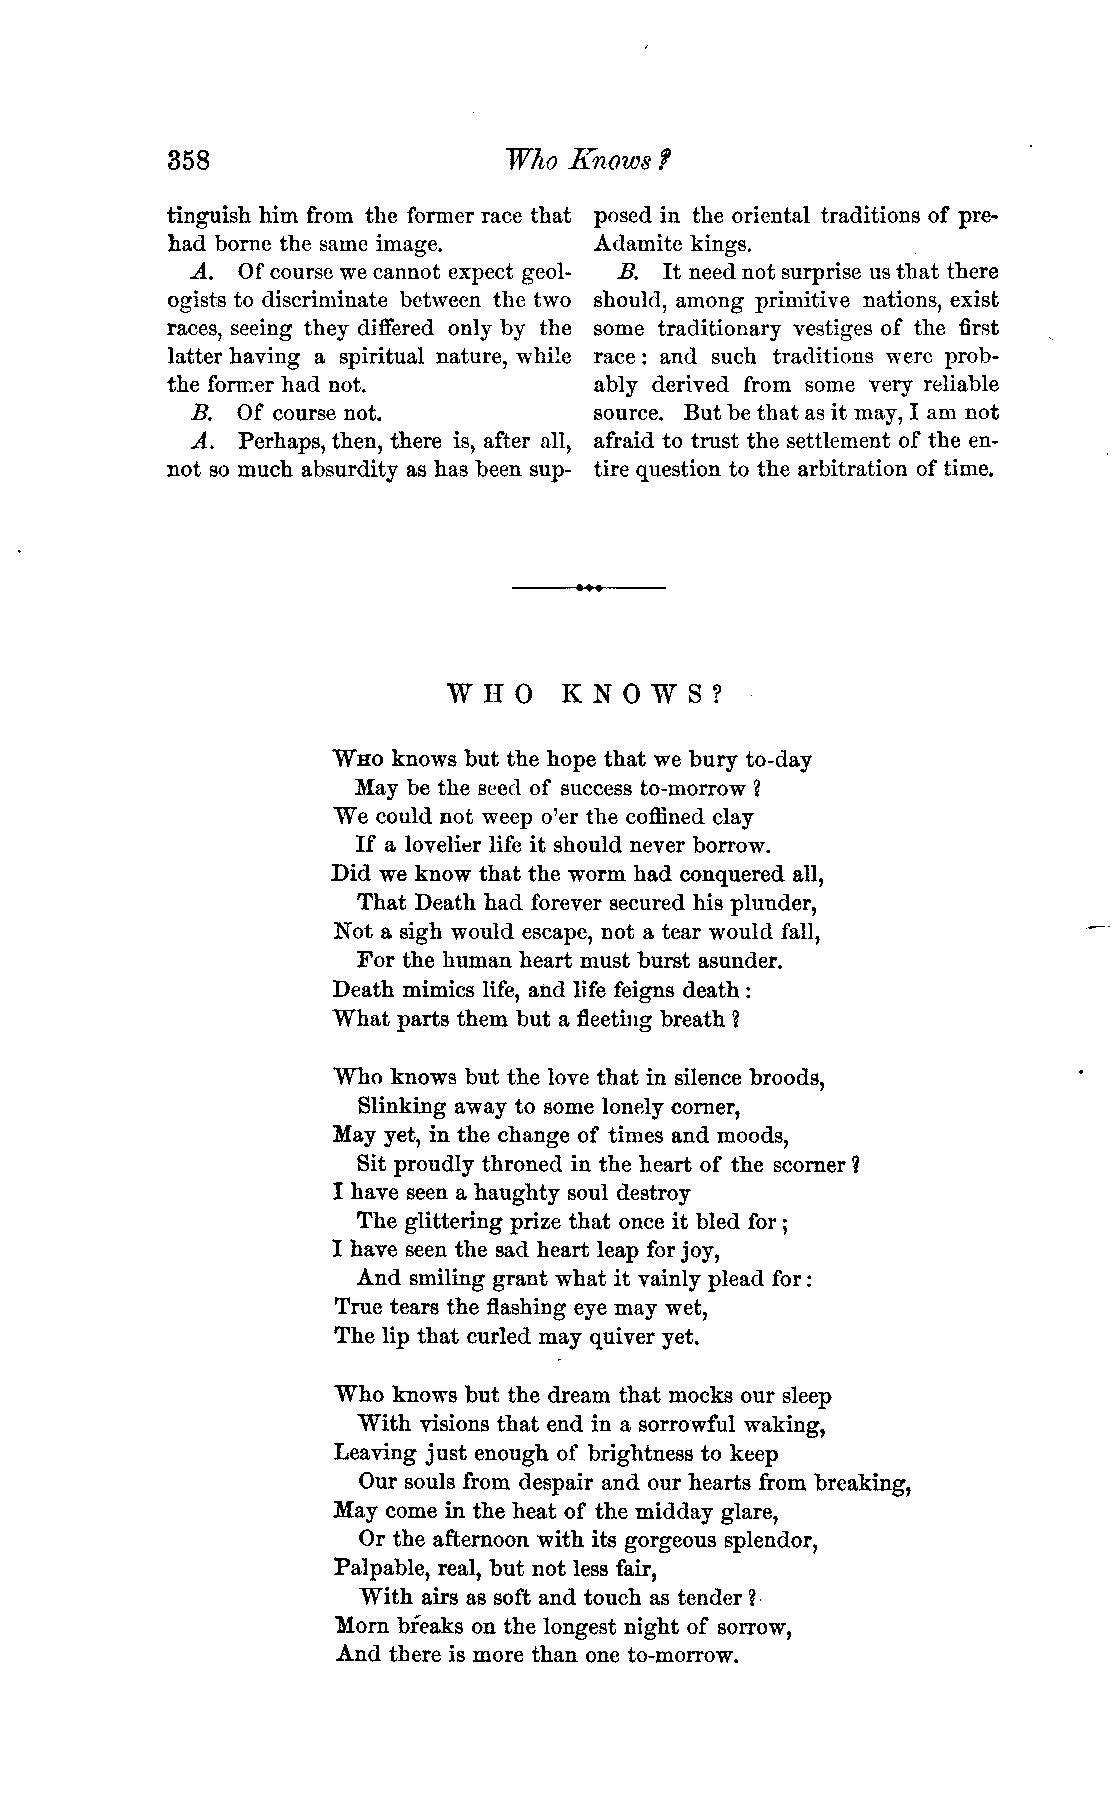 358 Who Knows?
tinguish him from the former race that
had borne the same image.
A. Of course we cannot expect geol-
ogists to discriminate between the two
races, seeing they differed only by the
latter having a spiritual nature, while
the former had not.
B. Of course not.
A. Perhaps, then, there is, after all,
not so much absurdity as has been sup-
posed in the oriental traditions of pre-
Adamite kings.
B. It need not surprise us that there
should, among primitive nations, exist
some traditionary vestiges of the first
race: and such traditions were prob-
ably derived from some very reliable
source. But be that as it may, I am not
afraid to trust the settlement of the en-
tire question to the arbitration of time.
WHO KNOWS?
WHO knows but the hope that we bury to-day
May be the seed of success to-morrow?
We could not weep o'er the coffined clay
If a lovelier life it should never borrow.
Did we know that the worm had conquered all,
That Death had forever secured his plunder,
Not a sigh would escape, not a tear would fall,
For the human heart must burst asunder.
Death mimics life, and life feigns death:
What parts them but a fleeting breath?
Who knows but the love that in silence broods,
Slinking away to some lonely corner,
May yet, in the change of times and moods,
Sit proudly throned in the heart of the scorner?
I have seen a haughty soul destroy
The glittering prize that once it bled for;
I have seen the sad heart leap for joy,
And smiling grant what it vainly plead for:
True tears the flashing eye may wet,
The lip that curled may quiver yet.
Who knows but the dream that mocks our sleep
With visions that end in a sorrowful waking,
Leaving just enough of brightness to keep
Our souls from despair and our hearts from breaking,
May come in the heat of the midday glare,
Or the afternoon with its gorgeous splendor,
Palpable, real, but not less fair,
With airs as soft and touch as tender?
Morn breaks on the longest night of sorrow,
And there is more than one to-morrow.